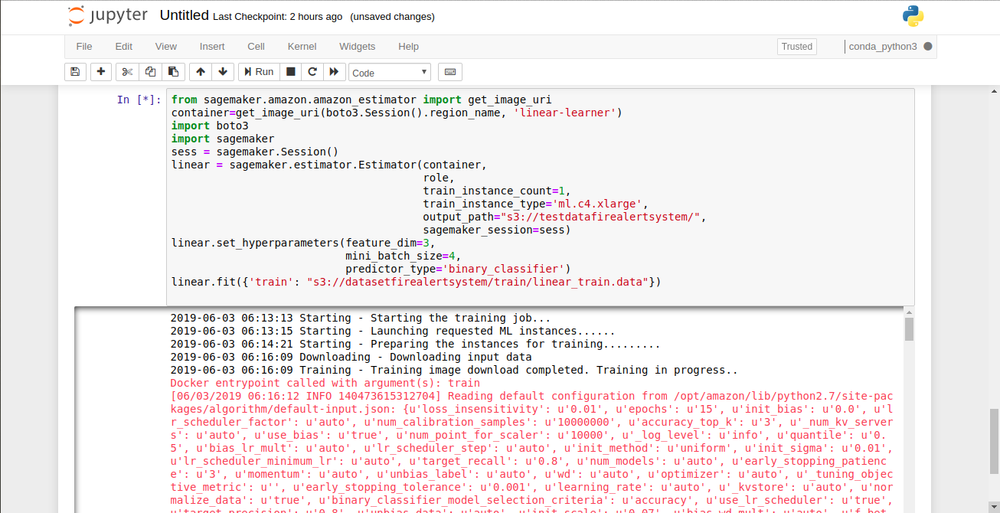 jupyter Untitled Last Checkpoint: 2 hours ago (unsaved changes)
File Edit View Insert Cell Kernel Widgets Help Trusted conda_python3
Run Code
In [*]: from sagemaker.amazon.amazon_estimator import get_image_uri
container=get_image_uri(boto3.Session().region_name, 'linear-learner')
import boto3
import sagemaker
sess = sagemaker.Session()
linear = sagemaker.estimator.Estimator(container,
role,
train_instance_count=1,
train_instance_type='ml.c4.xlarge',
output_path="s3://testdatafirealertsystem/",
sagemaker_session=sess)
linear.set_hyperparameters(feature_dim=3,
mini_batch_size=4,
predictor_type='binary_classifier')
linear.fit({'train': "s3://datasetfirealertsystem/train/linear_train.data"})
2019-06-03 06:13:13 Starting - Starting the training job...
2019-06-03 06:13:15 Starting - Launching requested ML instances......
2019-06-03 06:14:21 Starting - Preparing the instances for training.........
2019-06-03 06:16:09 Downloading - Downloading input data
2019-06-03 06:16:09 Training - Training image download completed. Training in progress..
Docker entrypoint called with argument(s): train
[06/03/2019 06:16:12 INFO 140473615312704] Reading default configuration from /opt/amazon/lib/python2.7/site-pac
kages/algorithm/default-input.json: {u'loss_insensitivity': u'0.01', u'epochs': u'15', u'init_bias': u'0.0', u'l
r_scheduler_factor': u'auto', u'num_calibration_samples': u'10000000', u'accuracy_top_k': u'3', u'_num_kv_server
s': u'auto', u'use_bias': u'true', u'num_point_for_scaler': u'10000', u'_log_level': u'info', u'quantile': u'0.
5', u'bias_lr_mult': u'auto', u'lr_scheduler_step': u'auto', u'init_method': u'uniform', u'init_sigma': u'0.01',
u'lr_scheduler_minimum_lr': u'auto', u'target_recall': u'0.8', u'num_models': u'auto', u'early_stopping_patienc
e': u'3', u'momentum': u'auto', u'unbias_label': u'auto', u'wd': u'auto', u'optimizer': u'auto', u'_tuning_objec
tive_metric': u'', u'early_stopping_tolerance': u'0.001', u'learning_rate': u'auto', u'_kvstore': u'auto', u'nor
malize_data': u'true', u'binary_classifier_model_selection_criteria': u'accuracy', u'use_lr_scheduler': u'true',
u'target_precision': u'0.8', u'unbias_data': u'auto', u'init_scale': u'0.07', u'bias_wd_mult': u'auto', u'f_bet